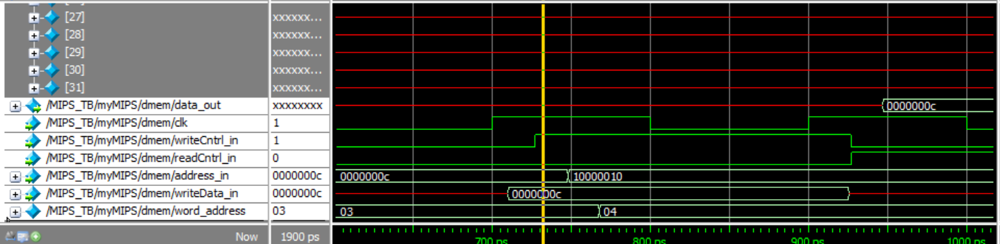 [27] xxxxxx...
[28] xxxxxx...
[29] xxxxxx...
[30] xxxxxx...
[31] xxxxxx...
/MIPS_TB/myMIPS/dmem/data_out xxxxxxxx 0000000c
/MIPS_TB/myMIPS/dmem/clk 1
/MIPS_TB/myMIPS/dmem/writeCntrl_in 1
/MIPS_TB/myMIPS/dmem/readCntrl_in 0
/MIPS_TB/myMIPS/dmem/address_in 0000000c 0000000c 10000010
/MIPS_TB/myMIPS/dmem/writeData_in 0000000c 0000000c
/MIPS_TB/myMIPS/dmem/word_address 03 03 04
Now 1900 ps 700 ps 800 ps 900 ps 1000 ps